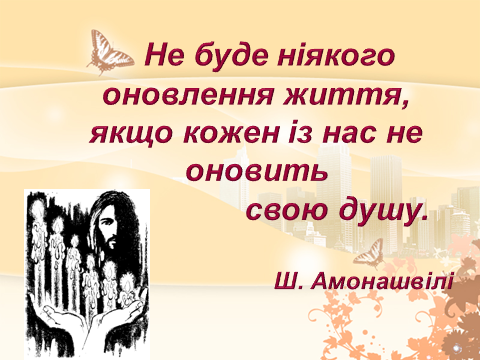 Не буде ніякого
оновлення життя,
якщо кожен із нас не
оновить
свою душу.
Ш. Амонашвілі